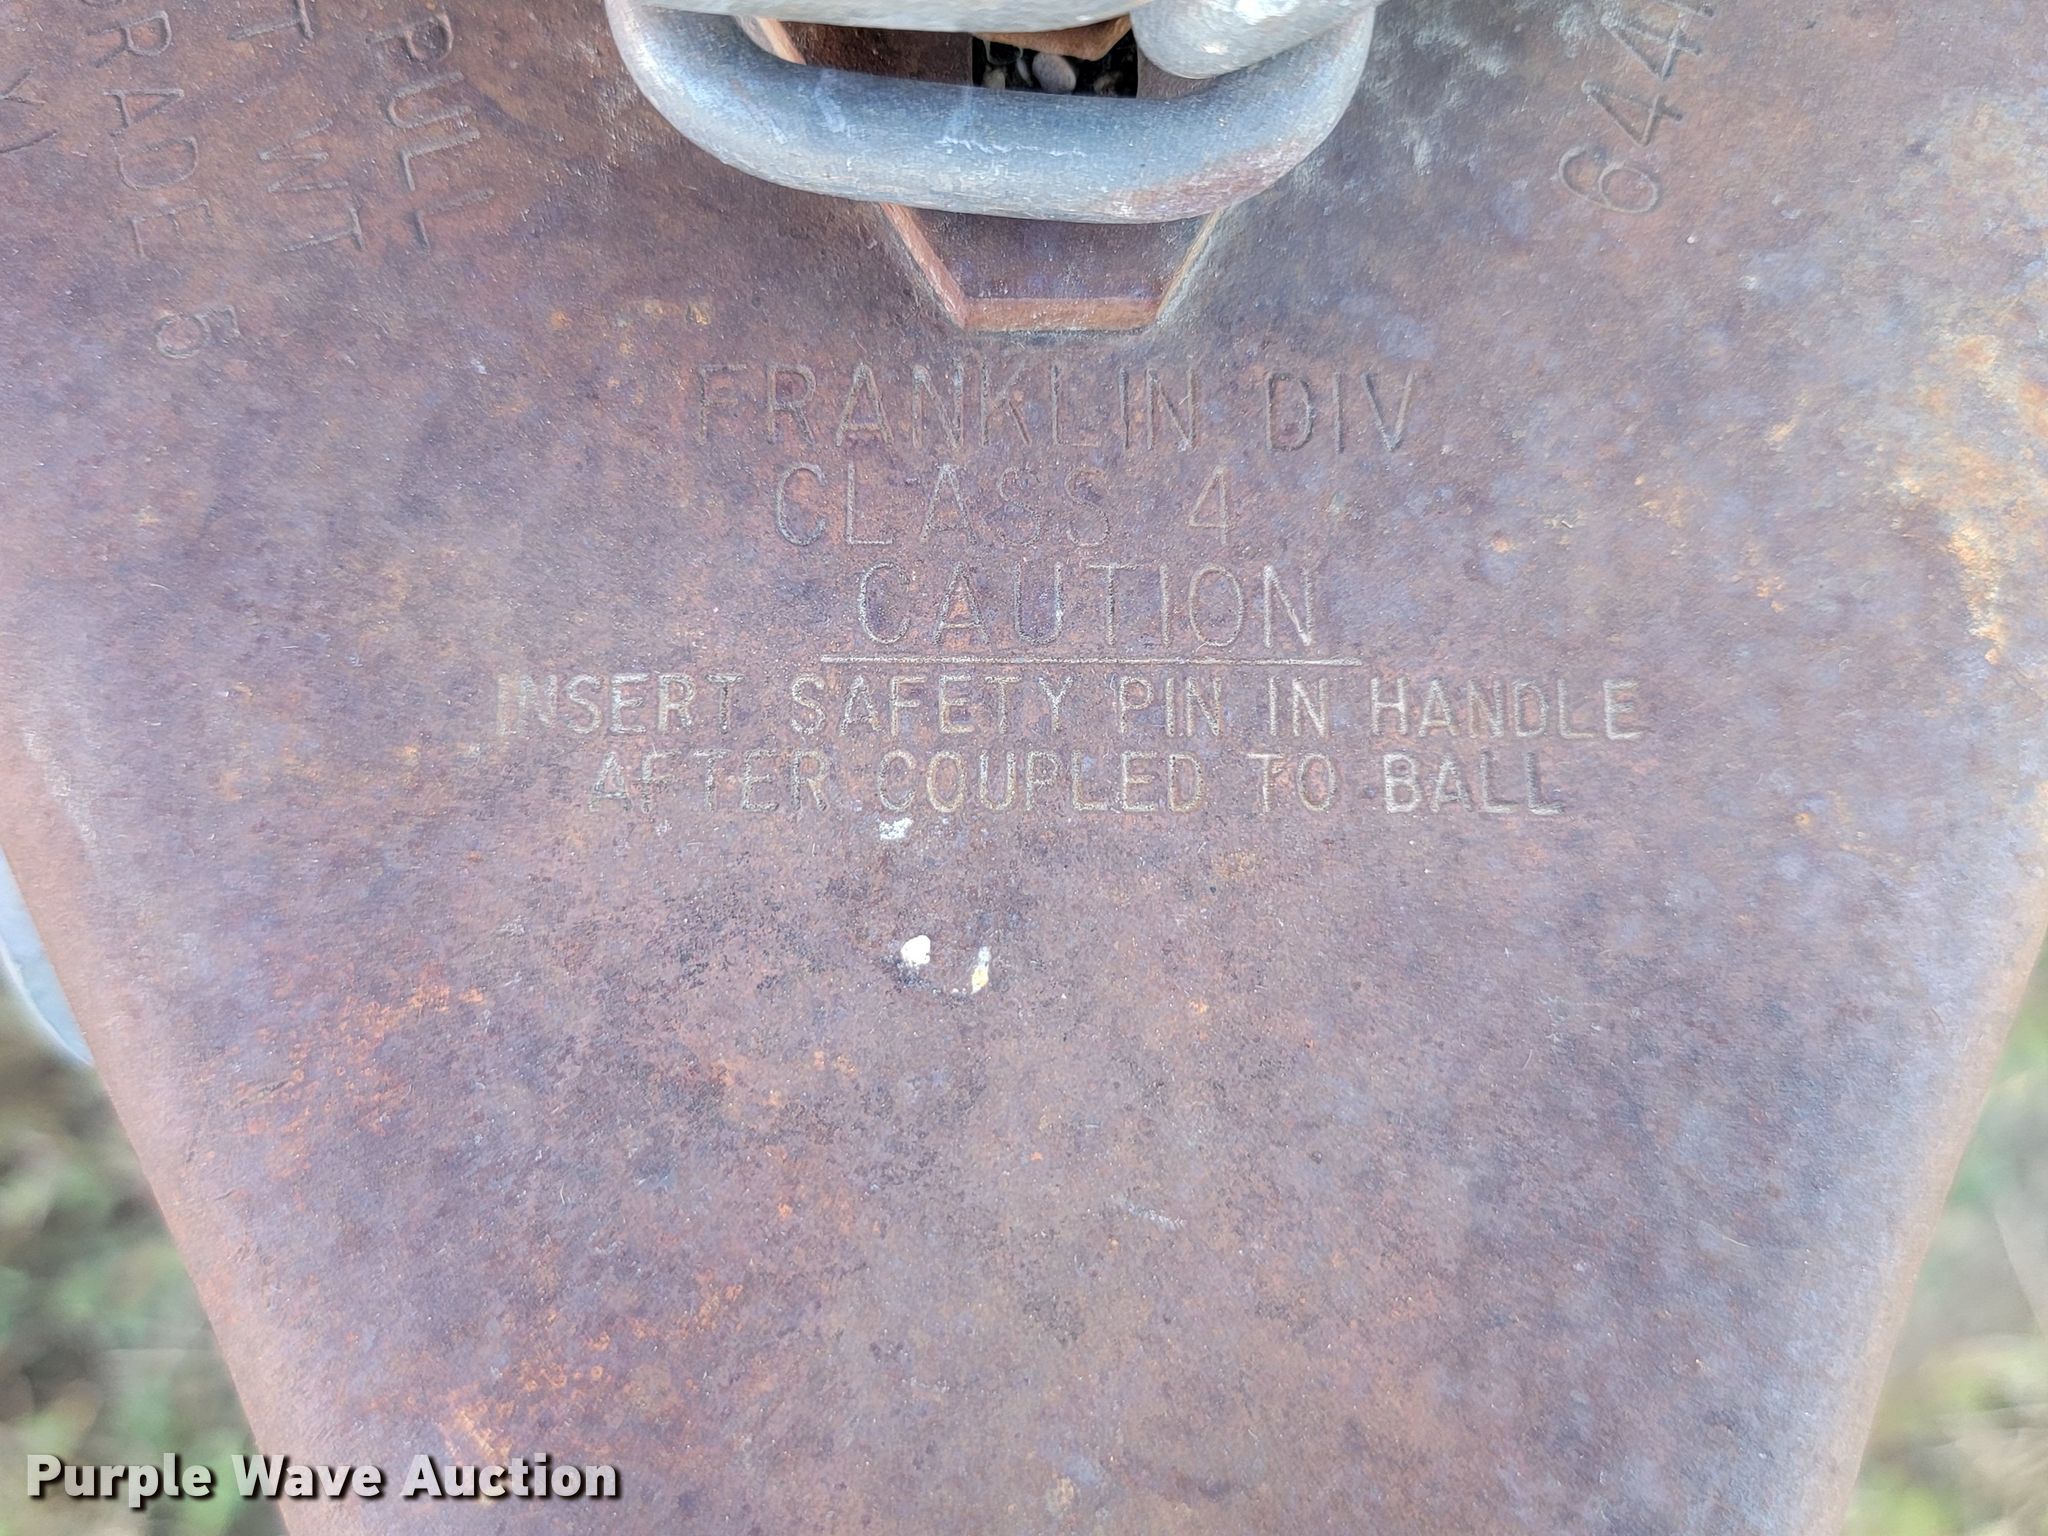 PULL
T WT
GRADE 5
644
FRANKLIN DIV
CLASS 4
CAUTION
INSERT SAFETY PIN IN HANDLE
AFTER COUPLED TO BALL
Purple Wave Auction